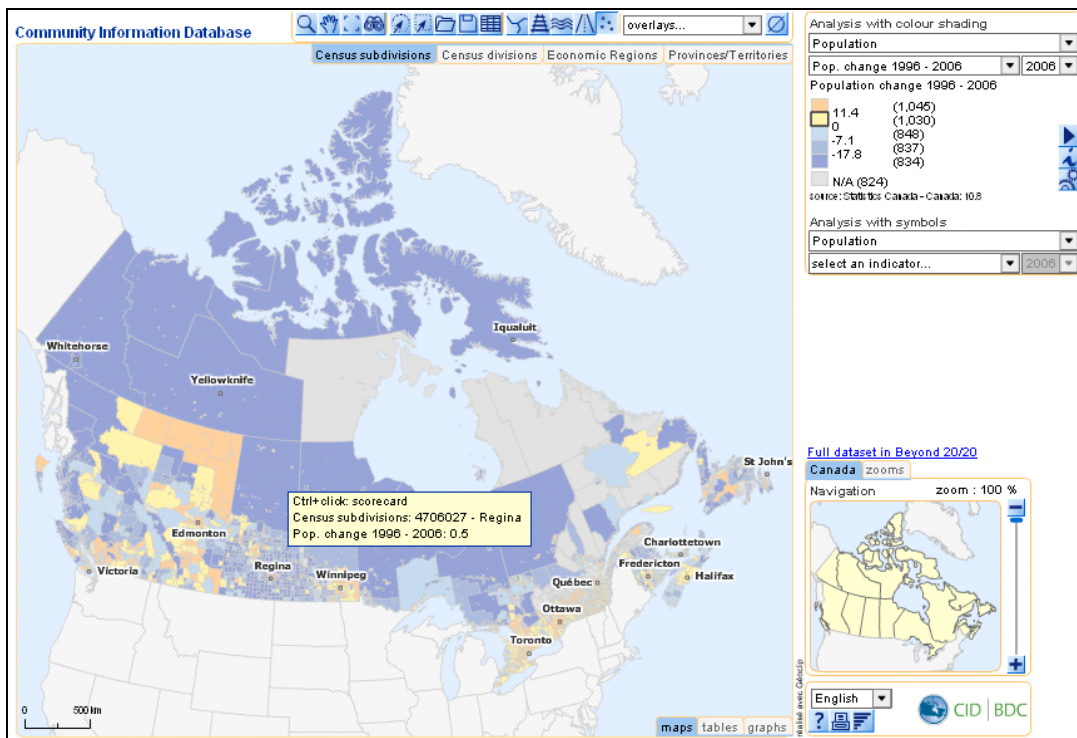 Community Information Database
overlays...
Census subdivisions
Census divisions
Economic Regions
Provinces/Territories
Iqualuit
Whitehorse
Yellowknife
St John's
Ctrl+click: scorecard
Census subdivisions: 4706027 - Regina
Pop. change 1996 - 2006: 0.5
Edmonton
Charlottetown
Victoria
Regina
Winnipeg
Québec
Fredericton
Halifax
Ottawa
Toronto
0 500 km
maps
tables
graphs
Analysis with colour shading
Population
Pop. change 1996 - 2006
2006
Population change 1996 - 2006
11.4 (1,045)
0 (1,030)
-7.1 (848)
-17.8 (837)
(834)
N/A (824)
source: Statistics Canada - Canada: 10.8
Analysis with symbols
Population
select an indicator...
2006
Full dataset in Beyond 20/20
Canada
zooms
Navigation
zoom : 100 %
réalisé avec Géoclip
English
?
CID | BDC